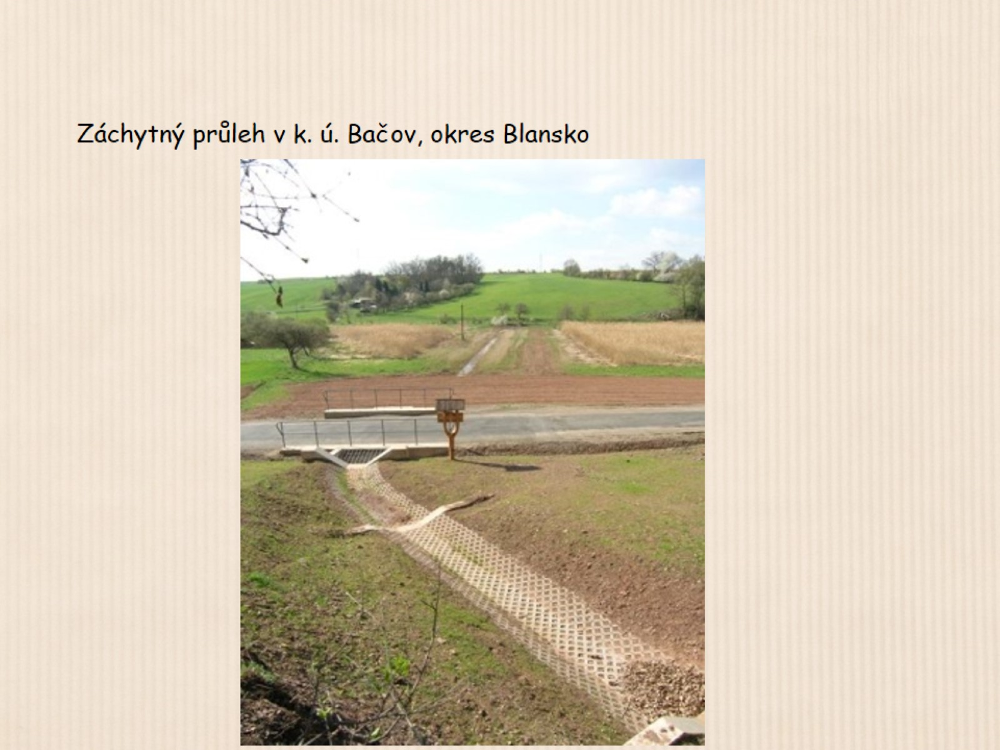 Záchytný průleh v k. ú. Bačov, okres Blansko